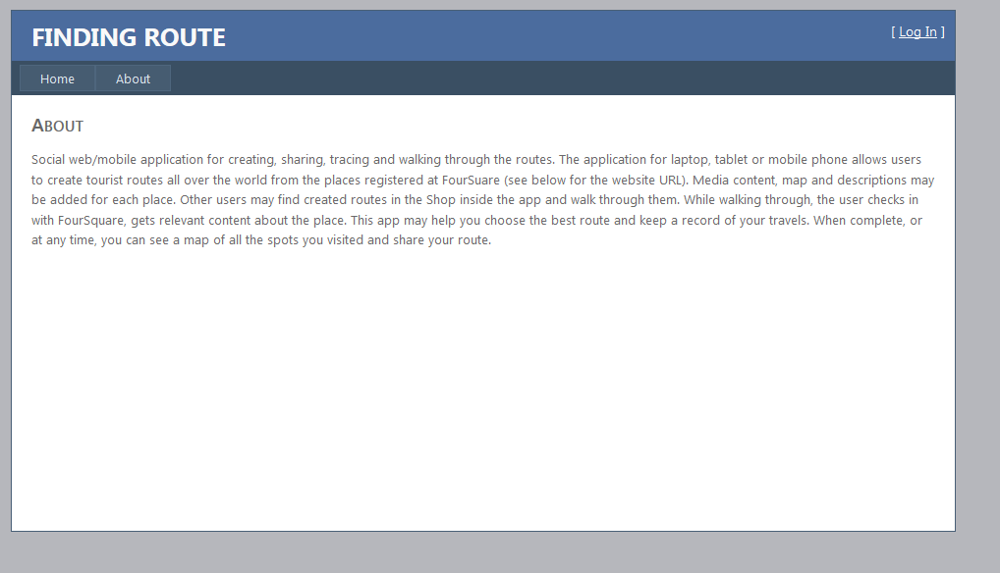 FINDING ROUTE
[ Log In ]
Home About
ABOUT
Social web/mobile application for creating, sharing, tracing and walking through the routes. The application for laptop, tablet or mobile phone allows users
to create tourist routes all over the world from the places registered at FourSuare (see below for the website URL). Media content, map and descriptions may
be added for each place. Other users may find created routes in the Shop inside the app and walk through them. While walking through, the user checks in
with FourSquare, gets relevant content about the place. This app may help you choose the best route and keep a record of your travels. When complete, or
at any time, you can see a map of all the spots you visited and share your route.